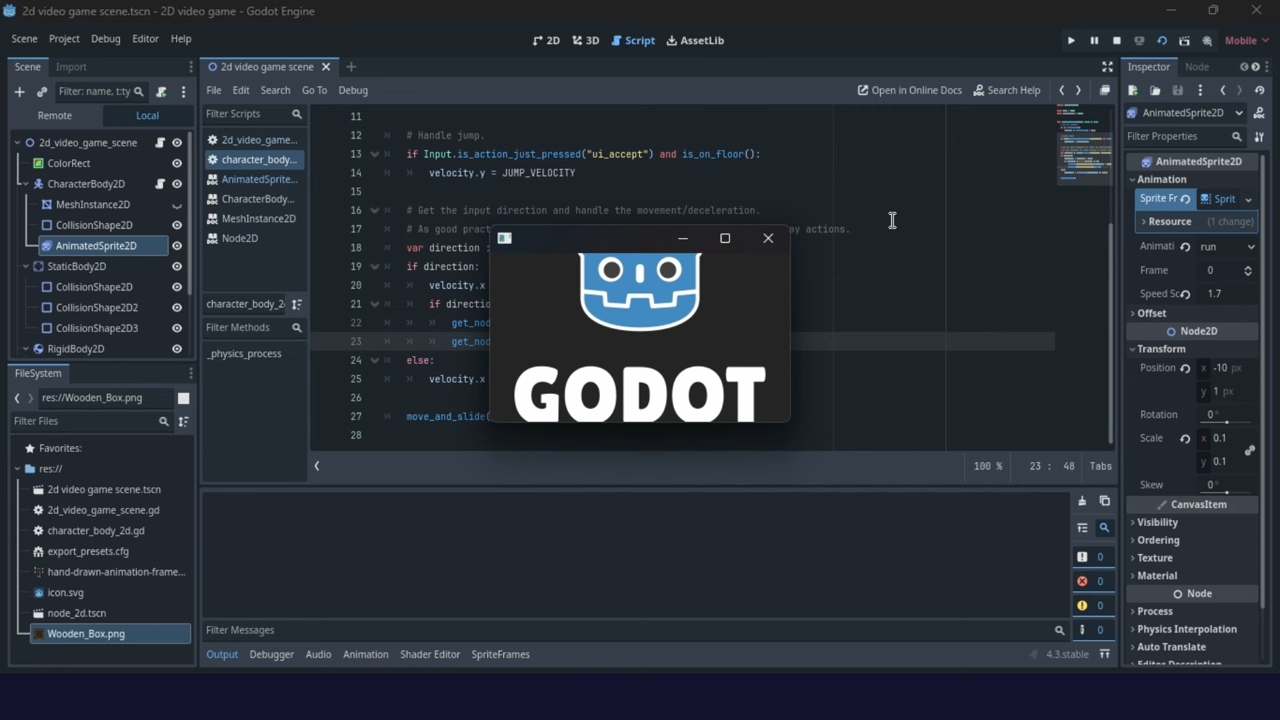 2d video game scene.tscn - 2D video game - Godot Engine
Scene Project Debug Editor Help
2D 3D Script AssetLib
Mobile
Scene Import
Filter: name, t:ty
Remote Local
2d_video_game_scene
ColorRect
CharacterBody2D
MeshInstance2D
CollisionShape2D
AnimatedSprite2D
StaticBody2D
CollisionShape2D
CollisionShape2D2
CollisionShape2D3
RigidBody2D
FileSystem
res://Wooden_Box.png
Filter Files
Favorites:
res://
2d video game scene.tscn
2d_video_game_scene.gd
character_body_2d.gd
export_presets.cfg
hand-drawn-animation-frame...
icon.svg
node_2d.tscn
Wooden_Box.png
2d video game scene
File Edit Search Go To Debug
Open in Online Docs Search Help
Filter Scripts
2d_video_game...
character_body...
AnimatedSprite...
CharacterBody...
MeshInstance2D
Node2D
character_body_2
Filter Methods
_physics_process
11
12 # Handle jump.
13 if Input.is_action_just_pressed("ui_accept") and is_on_floor():
14 velocity.y = JUMP_VELOCITY
15
16 # Get the input direction and handle the movement/deceleration.
17 # As good pract ay actions.
18 var direction :
19 if direction:
20 velocity.x
21 if directio
22 get_nod
23 get_nod
24 else:
25 velocity.x
26
27 move_and_slide(
28
GODOT
100 % 23 : 48 Tabs
0
0
0
0
Filter Messages
Output Debugger Audio Animation Shader Editor SpriteFrames
4.3.stable
Inspector Node
AnimatedSprite2D
Filter Properties
AnimatedSprite2D
Animation
Sprite Fr Sprit
Resource (1 change)
Animati run
Frame 0
Speed Sc 1.7
Offset
Node2D
Transform
Position x -10 px
y 1 px
Rotation 0°
Scale x 0.1
y 0.1
Skew 0°
CanvasItem
Visibility
Ordering
Texture
Material
Node
Process
Physics Interpolation
Auto Translate
Editor Description